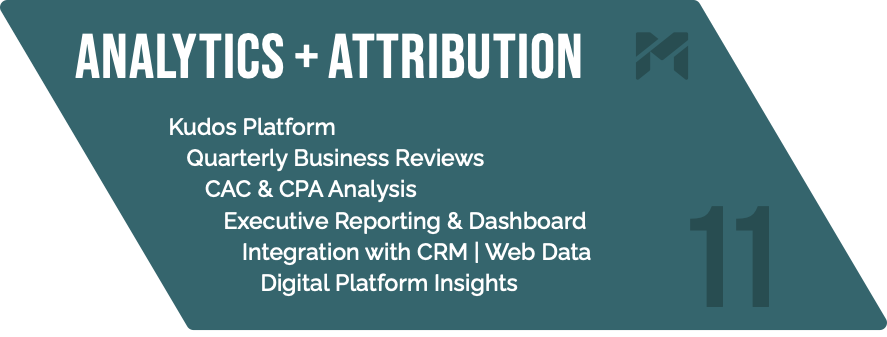 ANALYTICS + ATTRIBUTION
Kudos Platform
Quarterly Business Reviews
CAC & CPA Analysis
Executive Reporting & Dashboard
Integration with CRM | Web Data
Digital Platform Insights
11